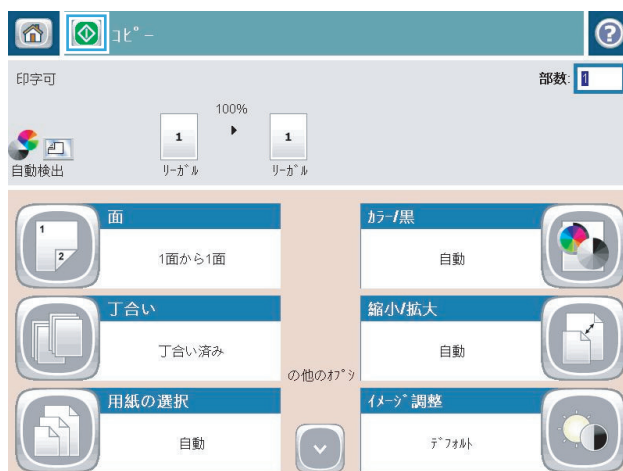 ｺﾋﾟｰ
印字可
部数: 1
100%
1
1
自動検出
ﾘｰｶﾞﾙ
ﾘｰｶﾞﾙ
面
1
2
1面から1面
ｶﾗｰ/黒
自動
丁合い
丁合い済み
縮小/拡大
自動
の他のｵﾌﾟｼ
用紙の選択
自動
ｲﾒｰｼﾞ調整
ﾃﾞﾌｫﾙﾄ